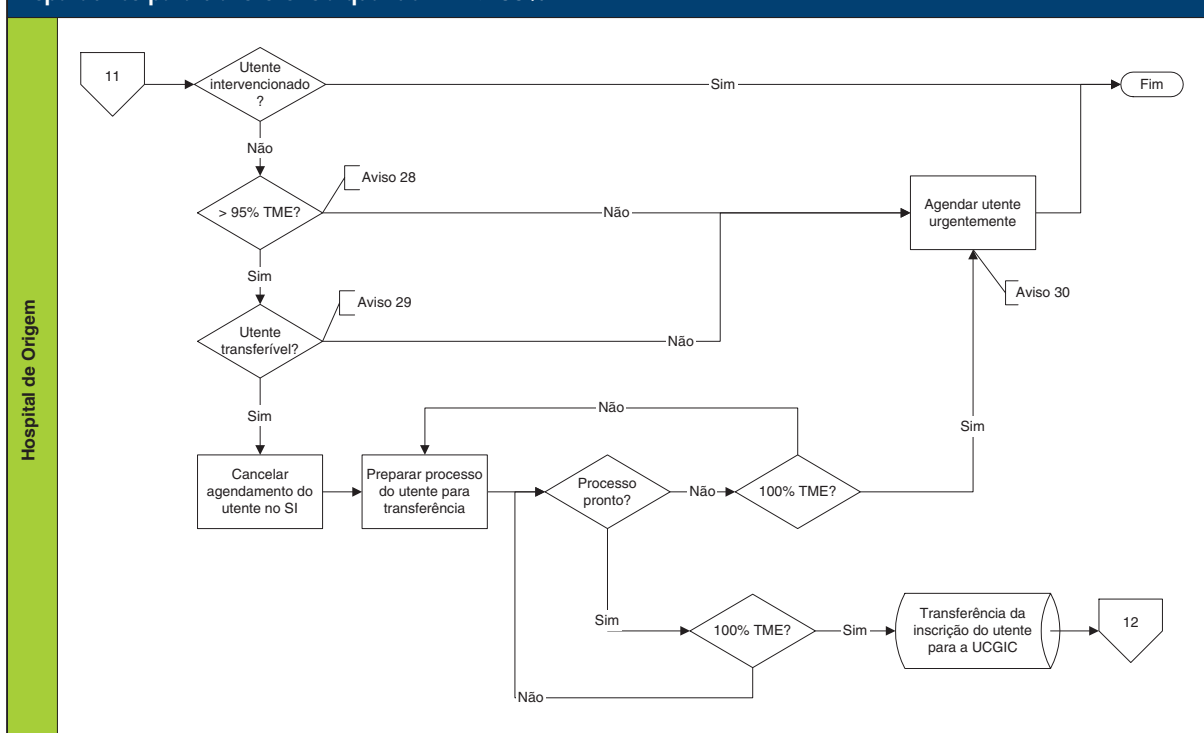 Hospital de Origem
11
Utente
intervencionado
?
Sim
Fim
Não
Aviso 28
> 95% TME?
Não
Agendar utente
urgentemente
Sim
Aviso 29
Aviso 30
Utente
transferível?
Não
Sim
Não
Sim
Cancelar
agendamento do
utente no SI
Preparar processo
do utente para
transferência
Processo
pronto?
Não
100% TME?
Sim
100% TME?
Sim
Transferência da
inscrição do utente
para a UCGIC
12
Não